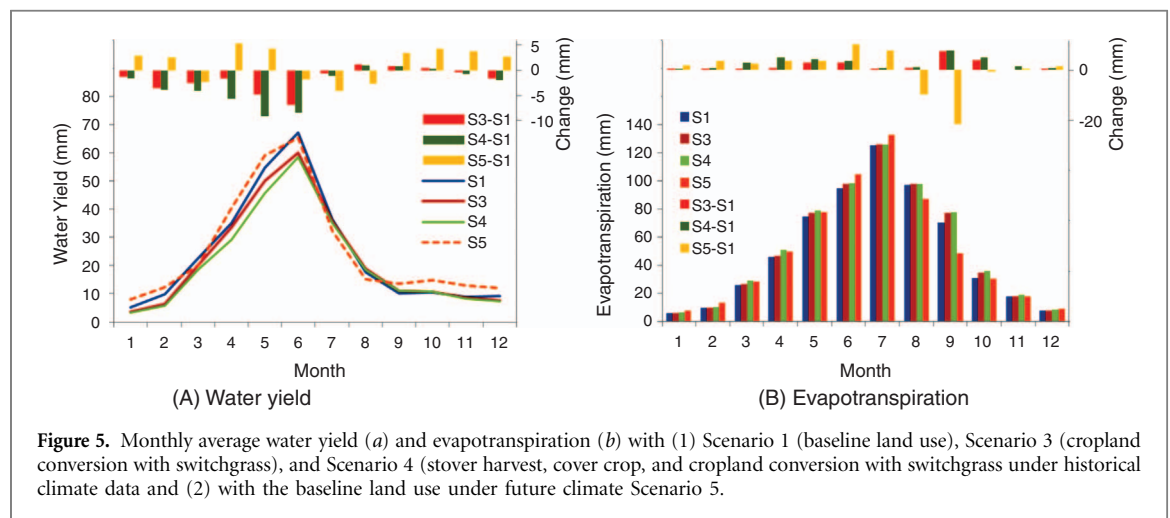 5
0
-5
-10
Change (mm)
80
70
60
50
40
30
20
10
0
Water Yield (mm)
S3-S1
S4-S1
S5-S1
S1
S3
S4
S5
1 2 3 4 5 6 7 8 9 10 11 12
Month
(A) Water yield
0
-20
Change (mm)
140
120
100
80
60
40
20
0
Evapotranspiration (mm)
S1
S3
S4
S5
S3-S1
S4-S1
S5-S1
1 2 3 4 5 6 7 8 9 10 11 12
Month
(B) Evapotranspiration
Figure 5. Monthly average water yield (a) and evapotranspiration (b) with (1) Scenario 1 (baseline land use), Scenario 3 (cropland
conversion with switchgrass), and Scenario 4 (stover harvest, cover crop, and cropland conversion with switchgrass under historical
climate data and (2) with the baseline land use under future climate Scenario 5.